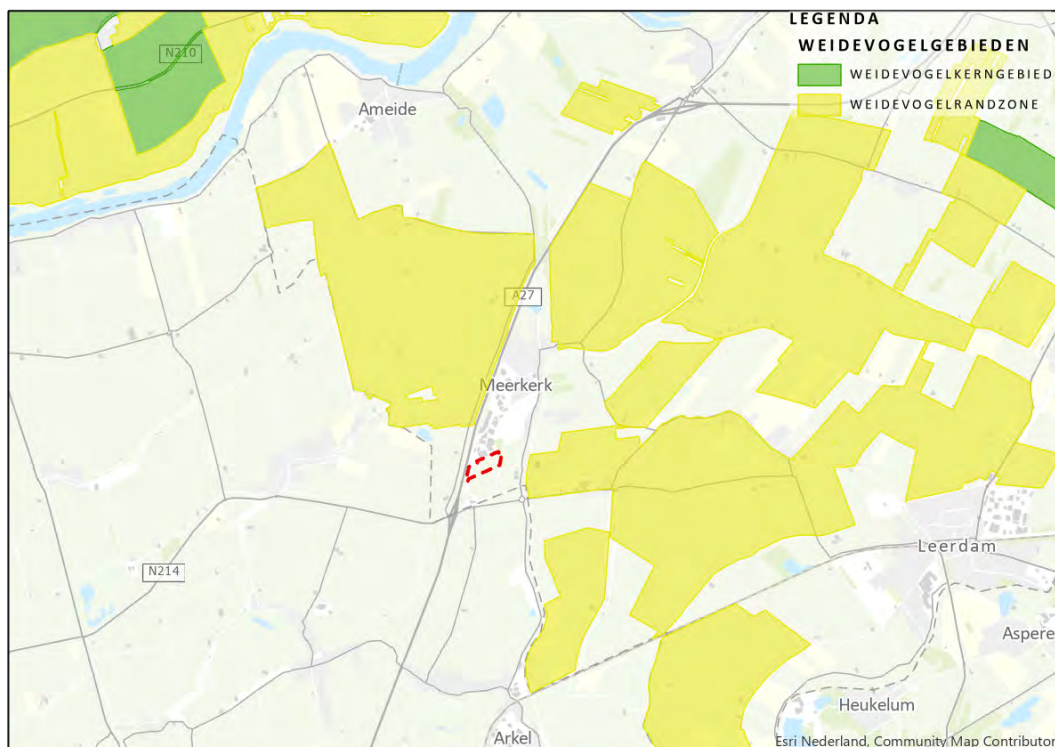 LEGENDA
WEIDEVOGELGEBIEDEN
WEIDEVOGELKERNGEBIED
WEIDEVOGELRANDZONE
N210
Ameide
A27
Meerkerk
N214
Leerdam
Aspere
Heukelum
Arkel
Esri Nederland, Community Map Contributor